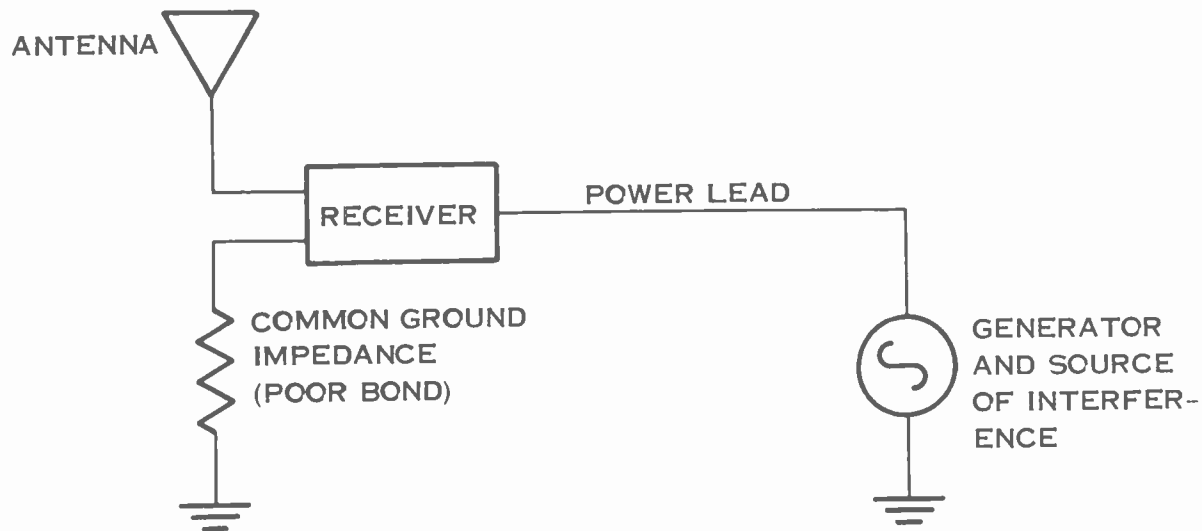 ANTENNA
RECEIVER
POWER LEAD
COMMON GROUND
IMPEDANCE
(POOR BOND)
GENERATOR
AND SOURCE
OF INTERFER-
ENCE